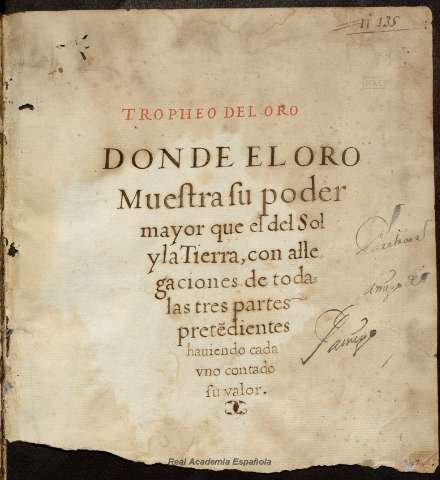 n 135
TROPHEO DEL ORO
DONDE EL ORO
Muestra su poder
mayor que el del Sol
y la Tierra, con alle
gaciones de toda
las tres partes
pretẽdientes
hauiendo cada
vno contado
su valor.
Real Academia Española